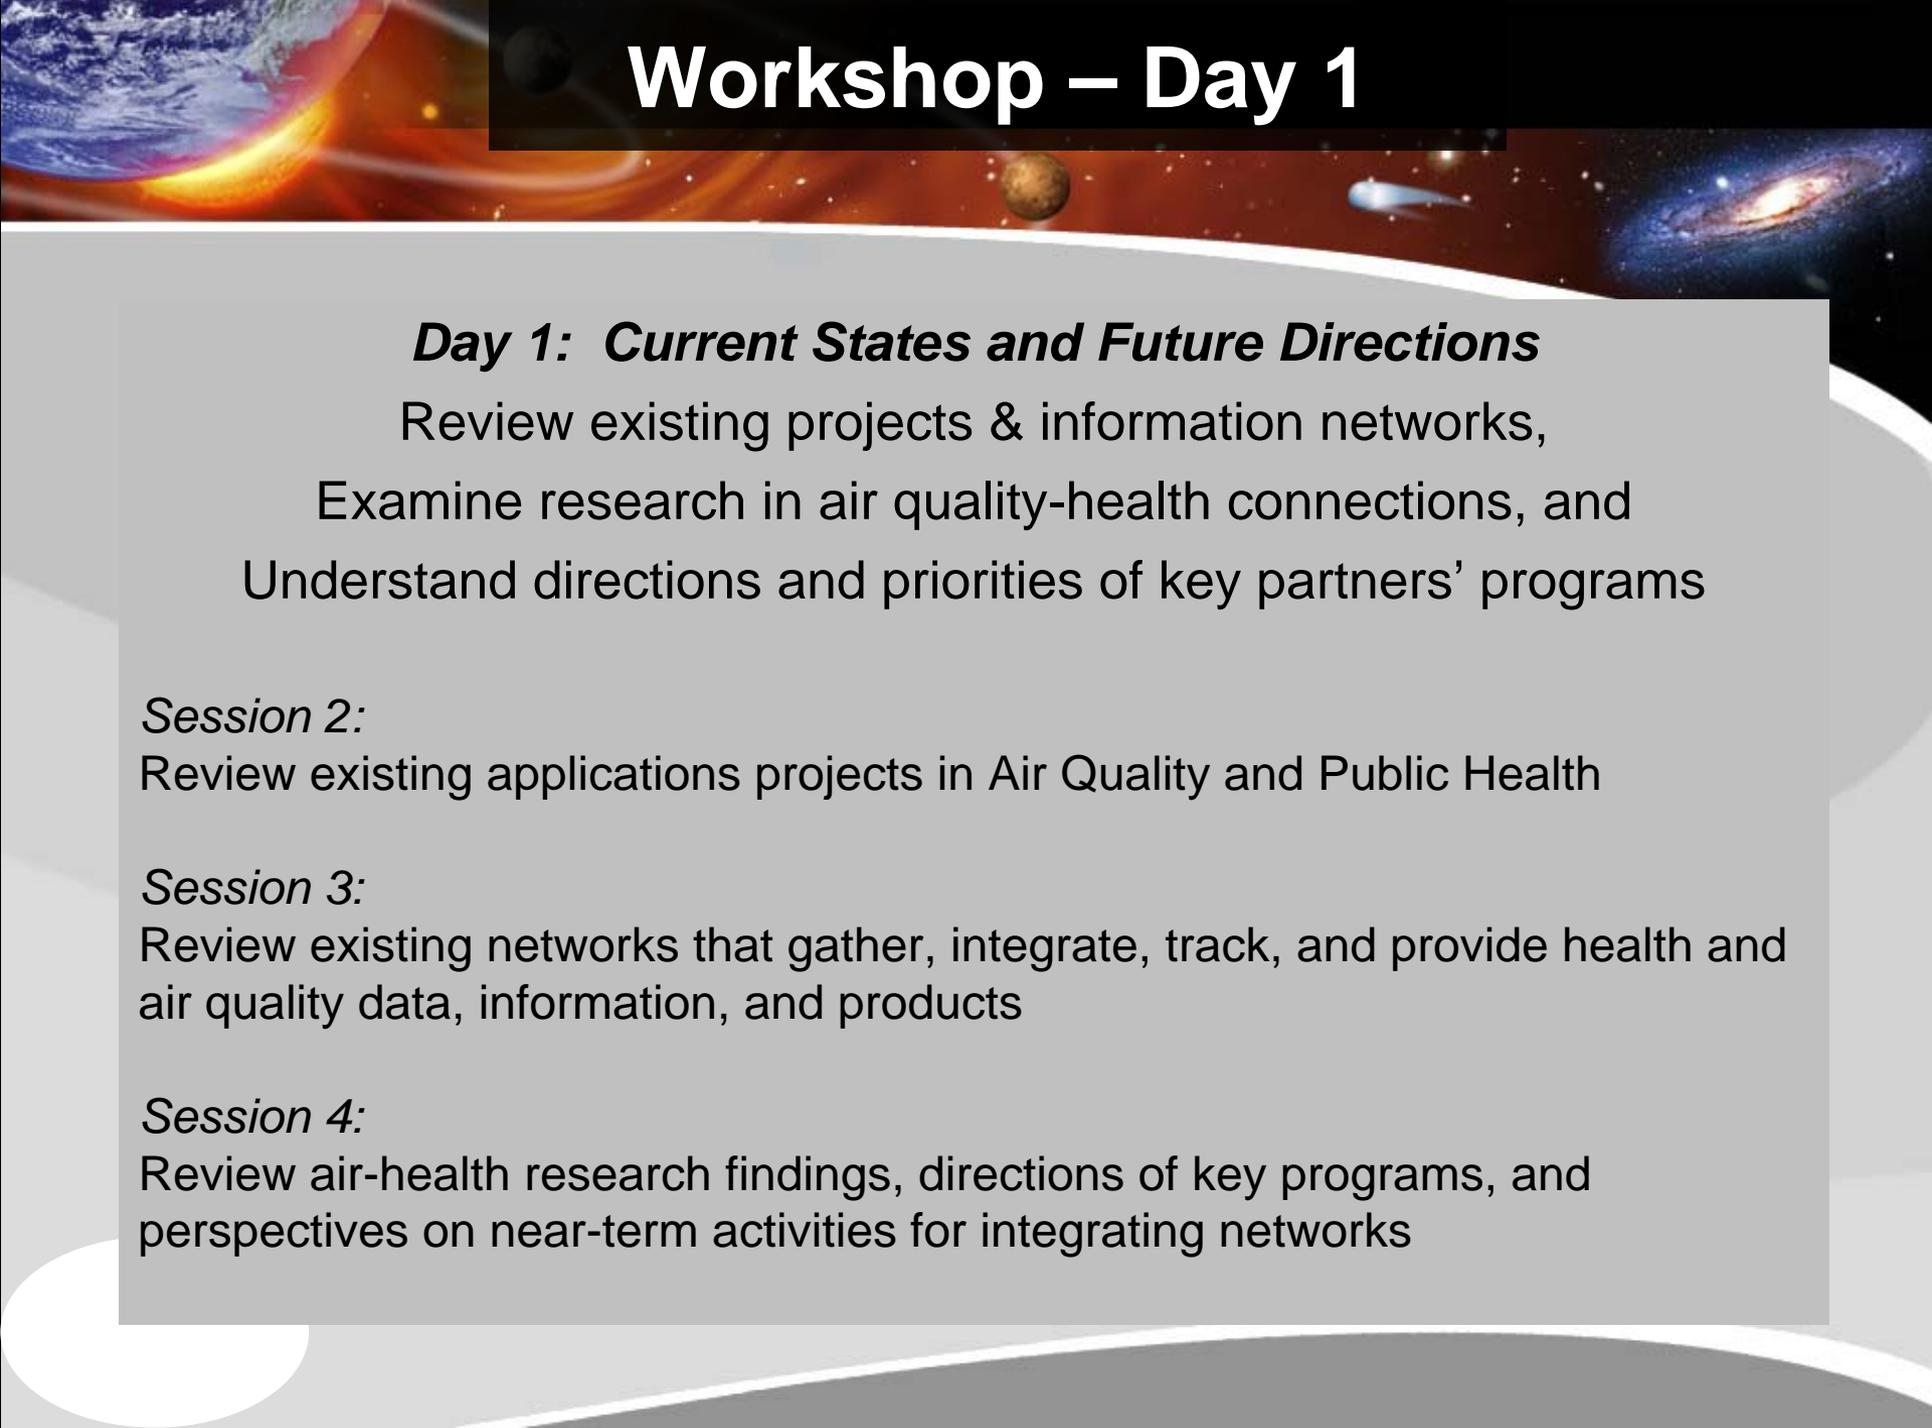 Workshop – Day 1
Day 1:  Current States and Future Directions
Review existing projects & information networks,
Examine research in air quality-health connections, and
Understand directions and priorities of key partners’ programs
Session 2:
Review existing applications projects in Air Quality and Public Health
Session 3:
Review existing networks that gather, integrate, track, and provide health and
air quality data, information, and products
Session 4:
Review air-health research findings, directions of key programs, and
perspectives on near-term activities for integrating networks